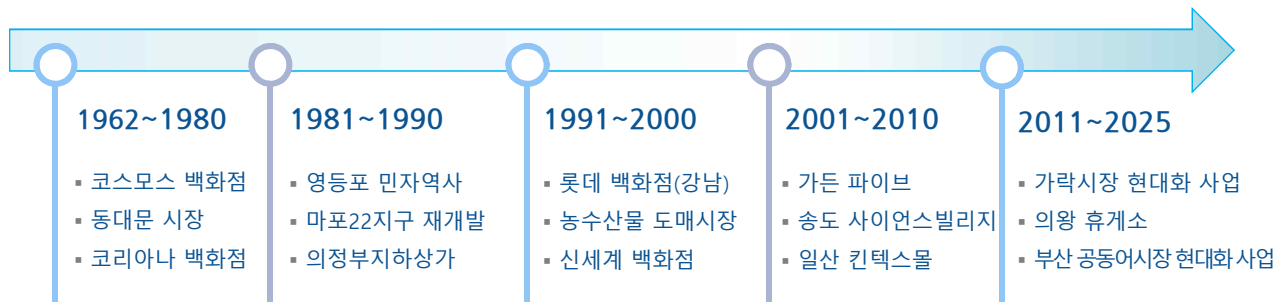 1962~1980
▪ 코스모스 백화점
▪ 동대문 시장
▪ 코리아나 백화점
1981~1990
▪ 영등포 민자역사
▪ 마포22지구 재개발
▪ 의정부지하상가
1991~2000
▪ 롯데 백화점(강남)
▪ 농수산물 도매시장
▪ 신세계 백화점
2001~2010
▪ 가든 파이브
▪ 송도 사이언스빌리지
▪ 일산 킨텍스몰
2011~2025
▪ 가락시장 현대화 사업
▪ 의왕 휴게소
▪ 부산 공동어시장 현대화 사업